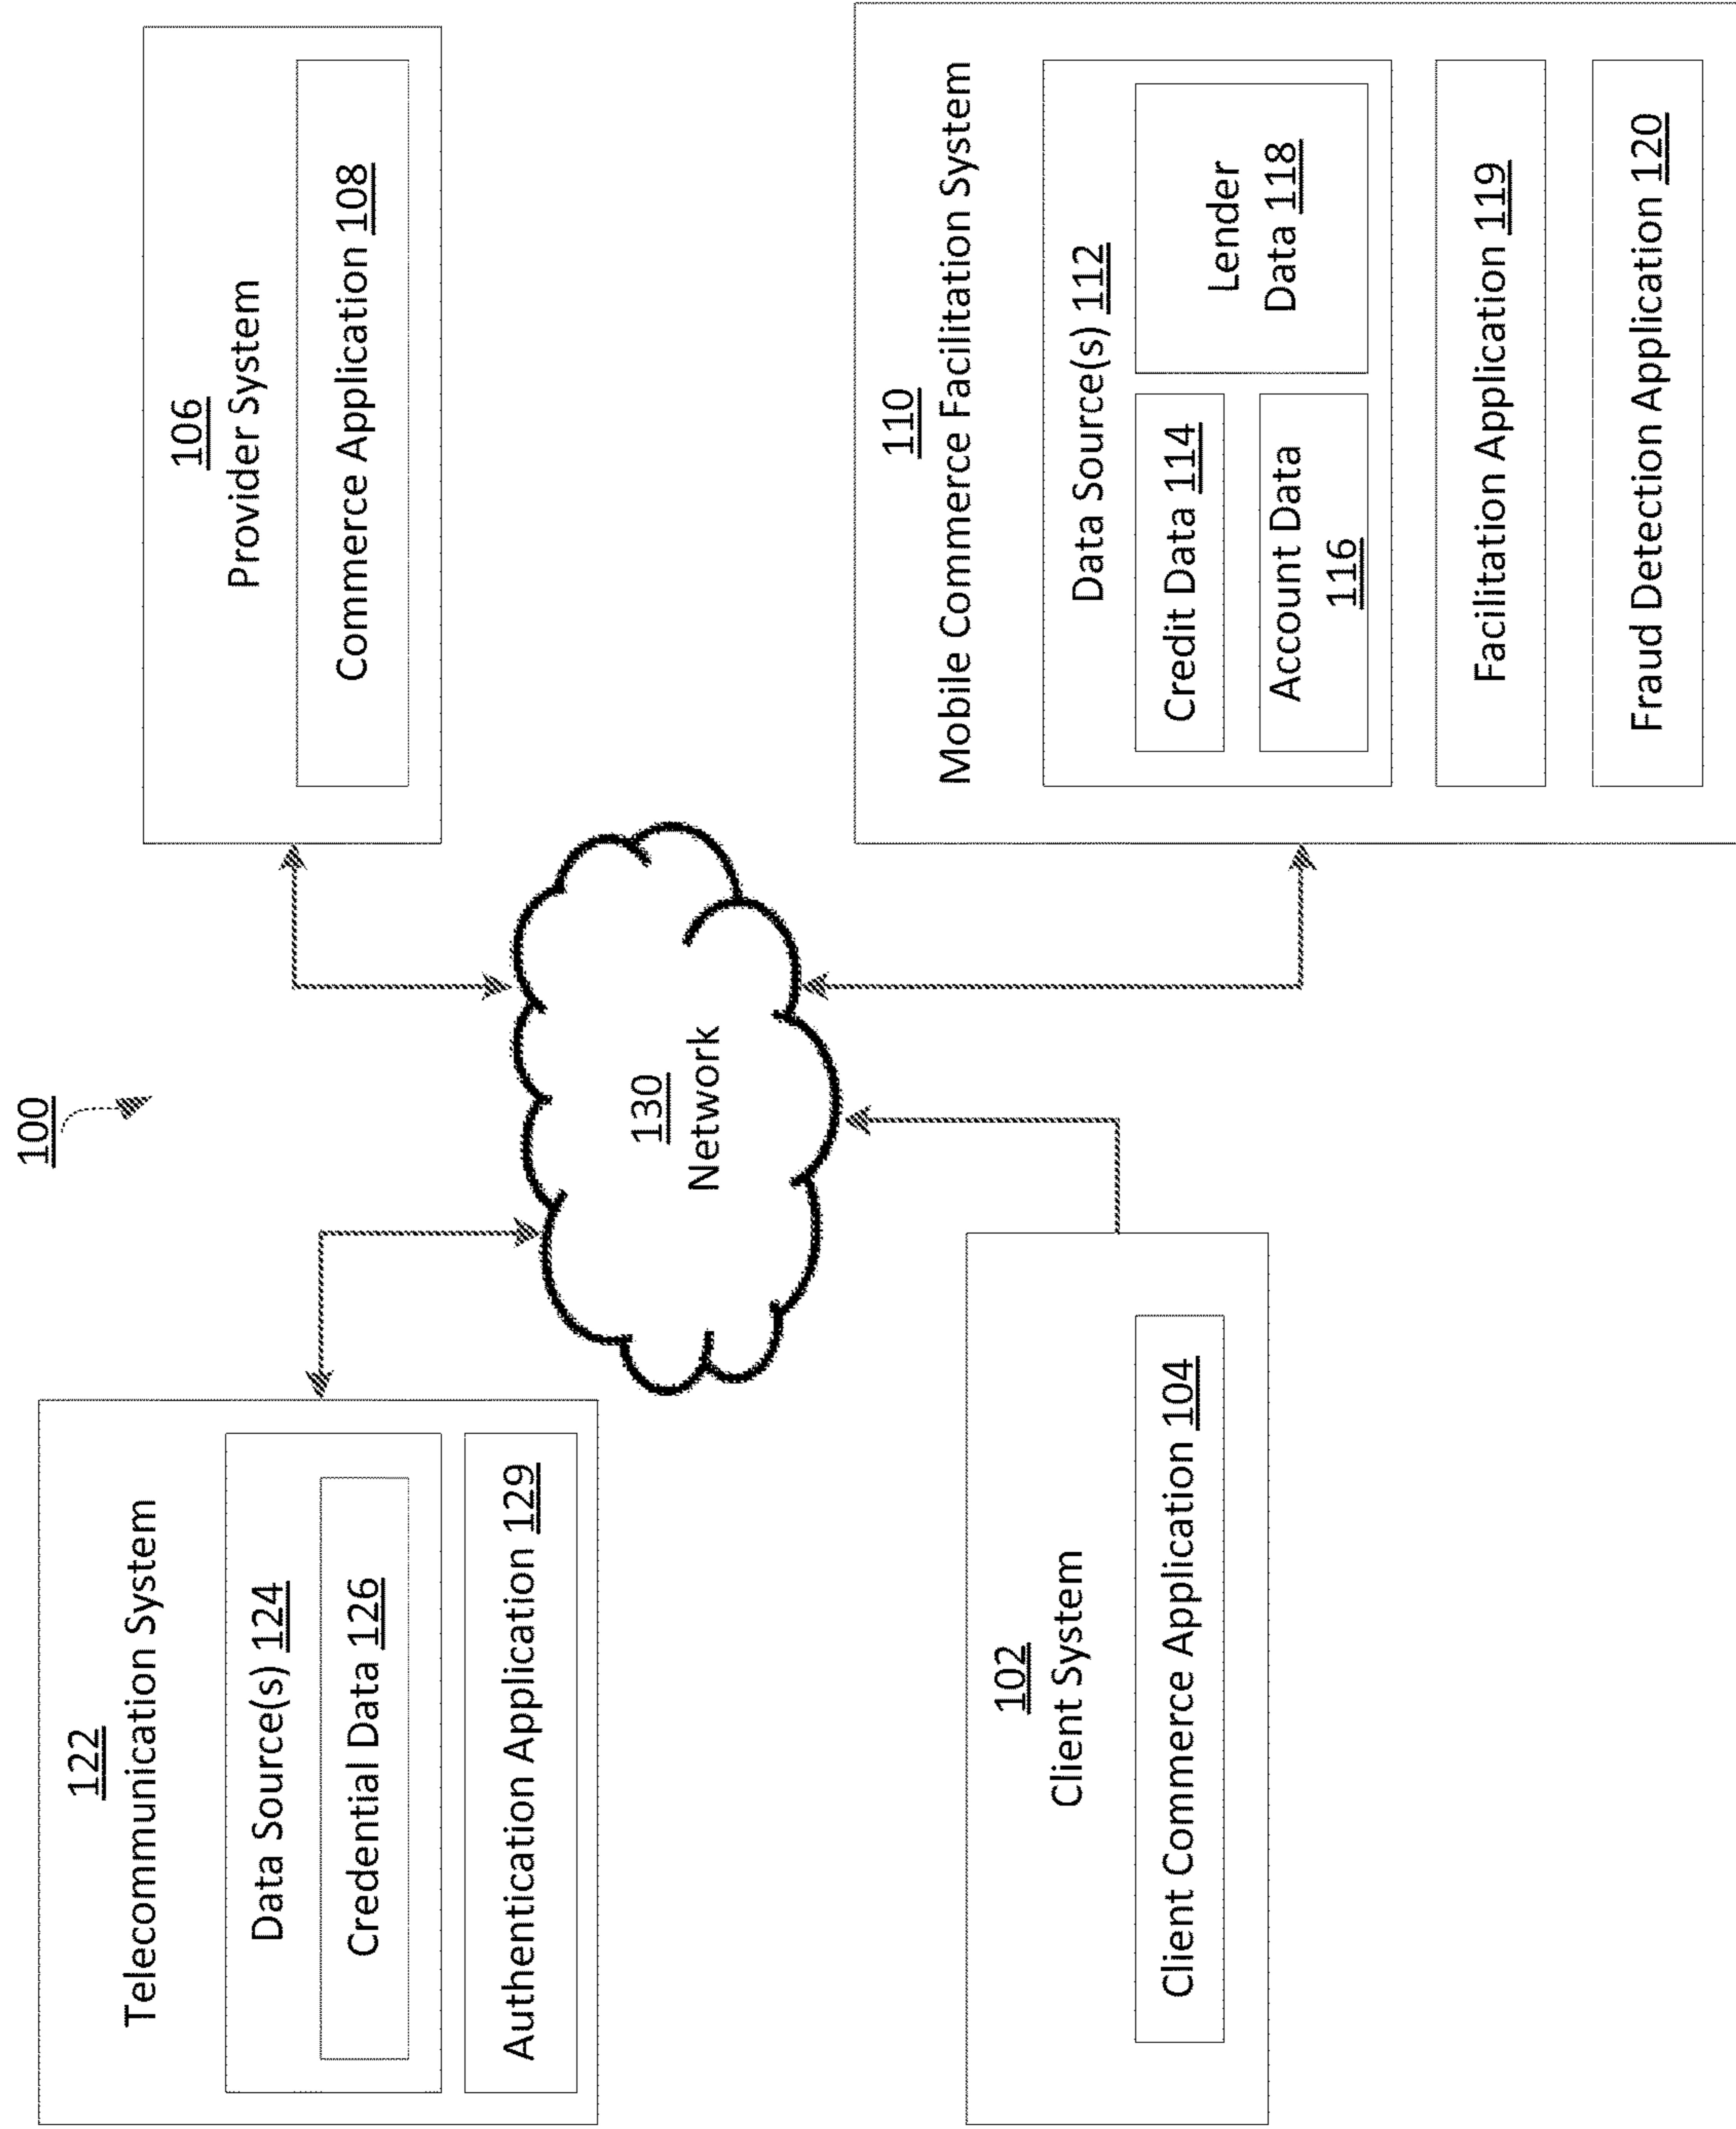 100
122
Telecommunication System
Data Source(s) 124
Credential Data 126
Authentication Application 129
106
Provider System
Commerce Application 108
130
Network
102
Client System
Client Commerce Application 104
110
Mobile Commerce Facilitation System
Data Source(s) 112
Credit Data 114
Account Data
116
Lender
Data 118
Facilitation Application 119
Fraud Detection Application 120